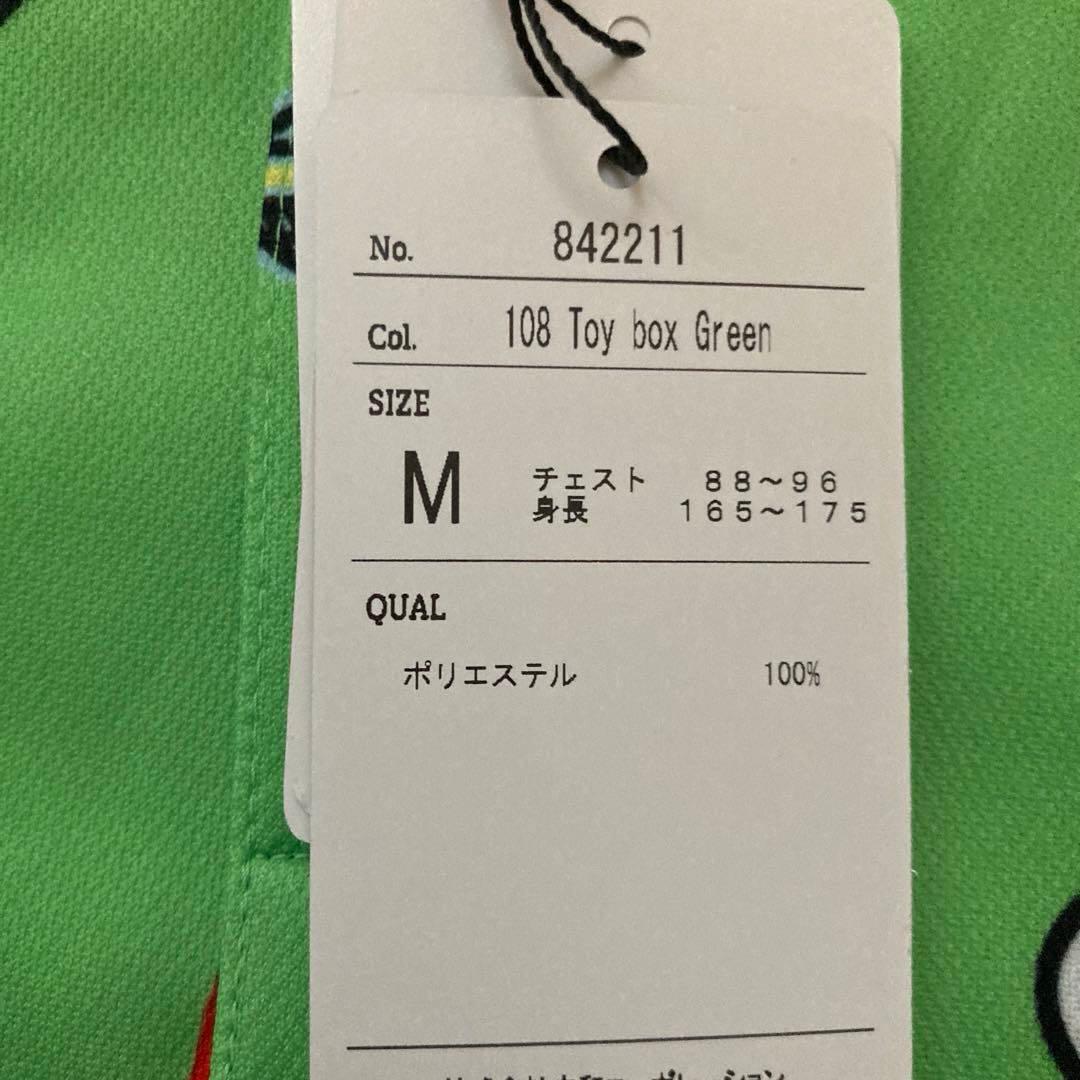 No. 842211
Col. 108 Toy box Green
SIZE
M チェスト 88〜96
身長 165〜175
QUAL
ポリエステル 100%